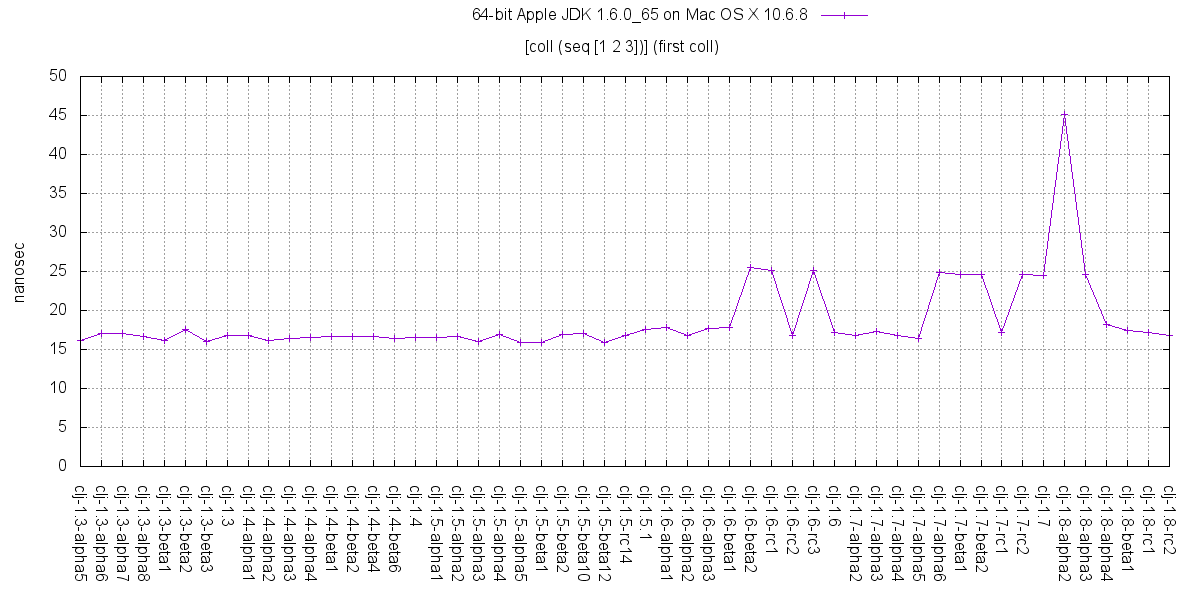 64-bit Apple JDK 1.6.0_65 on Mac OS X 10.6.8
[coll (seq [1 2 3])] (first coll)
50
45
40
35
30
25
20
15
10
5
0
nanosec
clj-1.3-alpha5
clj-1.3-alpha6
clj-1.3-alpha7
clj-1.3-alpha8
clj-1.3-beta1
clj-1.3-beta2
clj-1.3-beta3
clj-1.3
clj-1.4-alpha1
clj-1.4-alpha2
clj-1.4-alpha3
clj-1.4-alpha4
clj-1.4-beta1
clj-1.4-beta2
clj-1.4-beta4
clj-1.4-beta6
clj-1.4
clj-1.5-alpha1
clj-1.5-alpha2
clj-1.5-alpha3
clj-1.5-alpha4
clj-1.5-alpha5
clj-1.5-beta1
clj-1.5-beta2
clj-1.5-beta10
clj-1.5-beta12
clj-1.5-rc14
clj-1.5.1
clj-1.6-alpha1
clj-1.6-alpha2
clj-1.6-alpha3
clj-1.6-beta1
clj-1.6-beta2
clj-1.6-rc1
clj-1.6-rc2
clj-1.6-rc3
clj-1.6
clj-1.7-alpha2
clj-1.7-alpha3
clj-1.7-alpha4
clj-1.7-alpha5
clj-1.7-alpha6
clj-1.7-beta1
clj-1.7-beta2
clj-1.7-rc1
clj-1.7-rc2
clj-1.7
clj-1.8-alpha2
clj-1.8-alpha3
clj-1.8-alpha4
clj-1.8-beta1
clj-1.8-rc1
clj-1.8-rc2